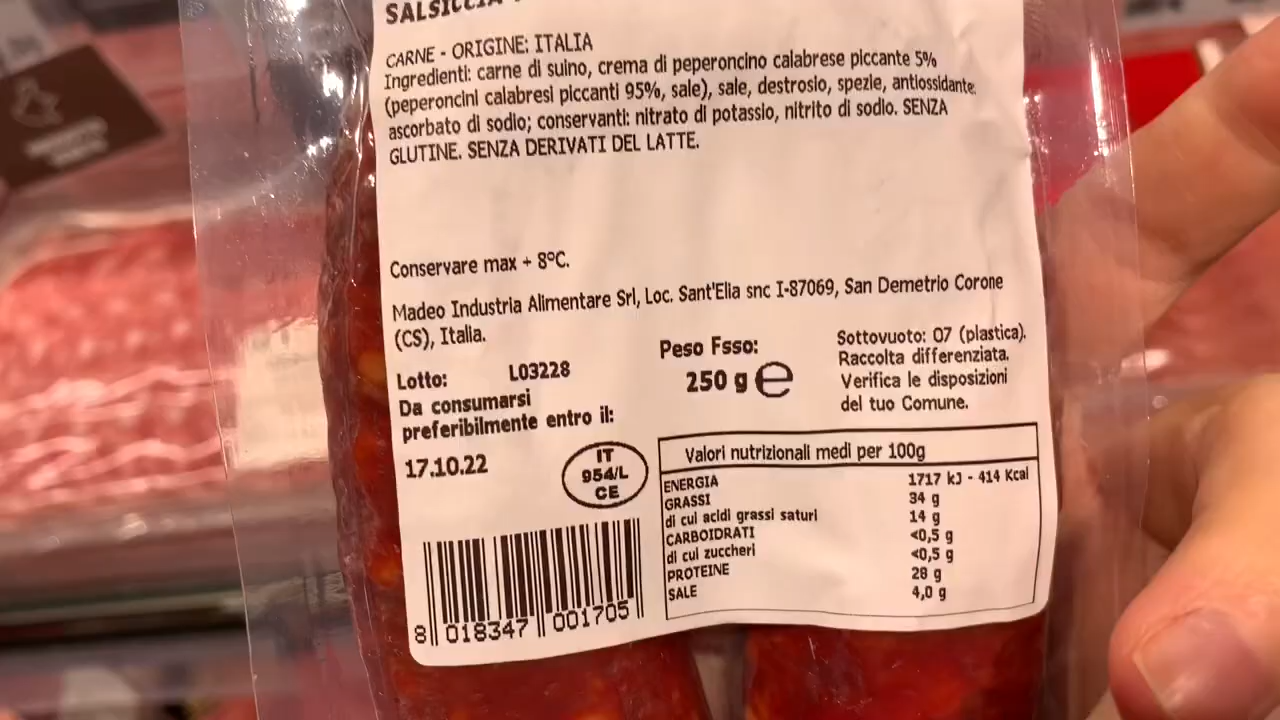 SALSICCIA
CARNE - ORIGINE: ITALIA
Ingredienti: carne di suino, crema di peperoncino calabrese piccante 5%
(peperoncini calabresi piccanti 95%, sale), sale, destrosio, spezie, antiossidante:
ascorbato di sodio; conservanti: nitrato di potassio, nitrito di sodio. SENZA
GLUTINE. SENZA DERIVATI DEL LATTE.
Conservare max + 8°C.
Madeo Industria Alimentare Srl, Loc. Sant'Elia snc I-87069, San Demetrio Corone
(CS), Italia.
Lotto: L03228
Da consumarsi
preferibilmente entro il:
17.10.22
IT
954/L
CE
Peso Fsso:
250 g e
Sottovuoto: 07 (plastica).
Raccolta differenziata.
Verifica le disposizioni
del tuo Comune.
Valori nutrizionali medi per 100g
ENERGIA 1717 kJ - 414 Kcal
GRASSI 34 g
di cui acidi grassi saturi 14 g
CARBOIDRATI <0,5 g
di cui zuccheri <0,5 g
PROTEINE 28 g
SALE 4,0 g
8 018347 001705